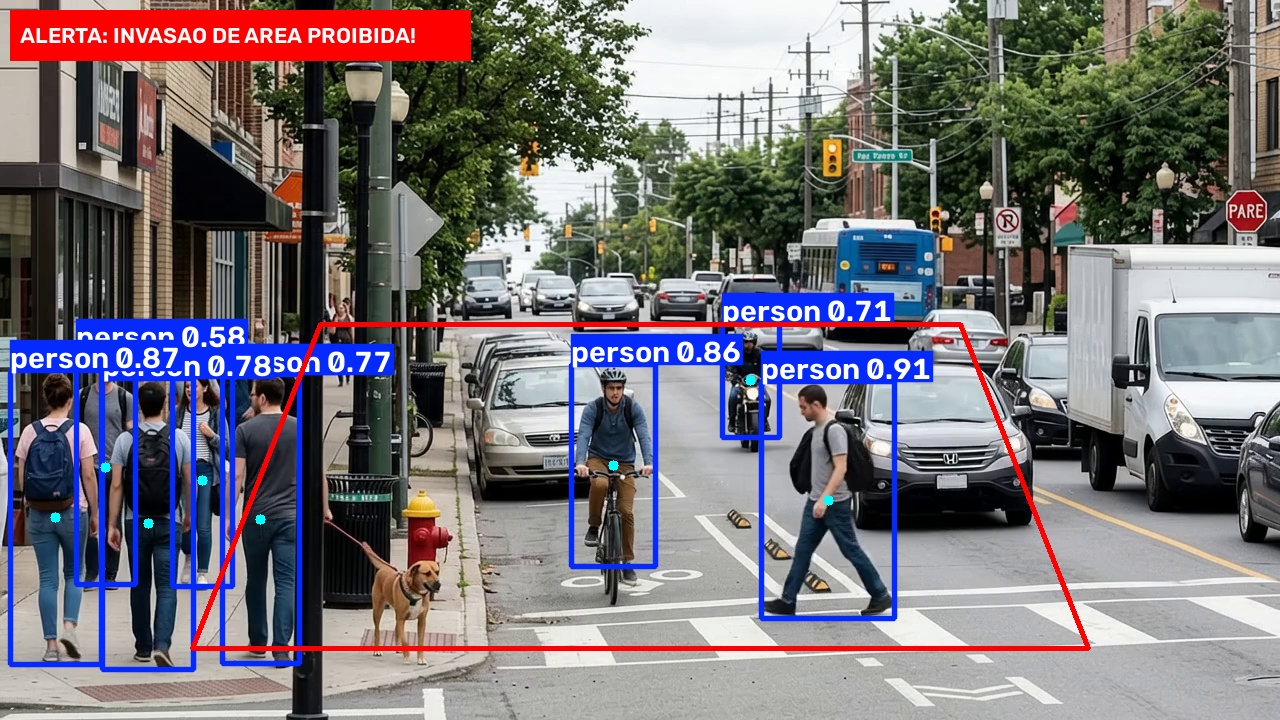 ALERTA: INVASAO DE AREA PROIBIDA!
PARE
person 0.71
person 0.58
person 0.86
person 0.87
0.78
son 0.77
person 0.91